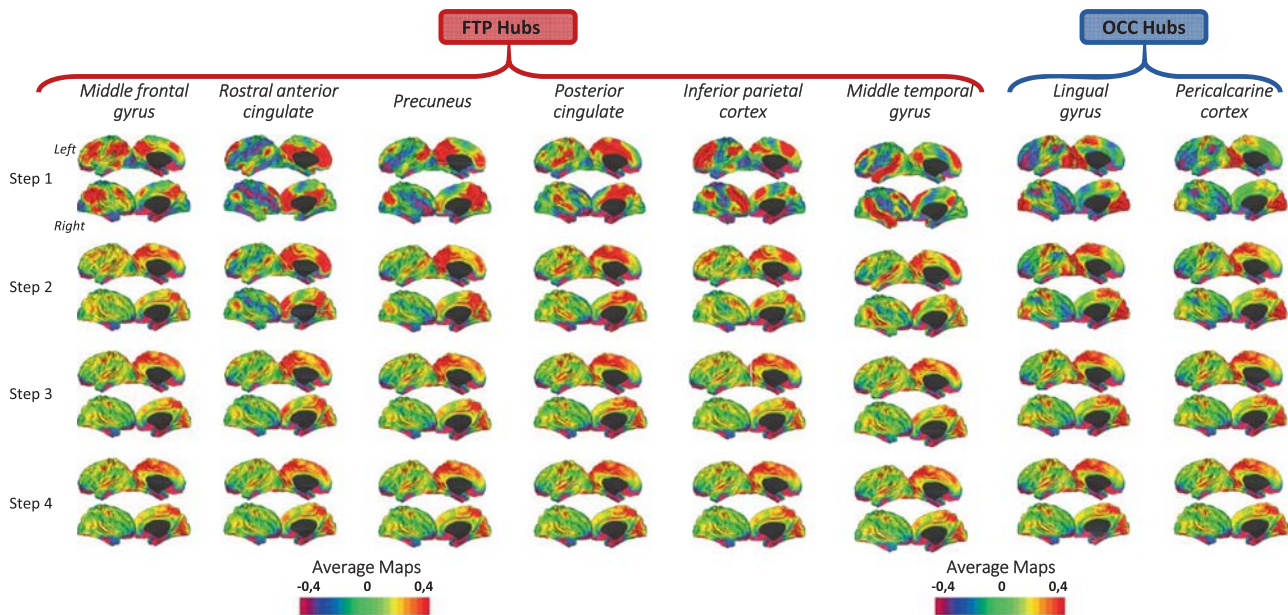 FTP Hubs
OCC Hubs
Middle frontal
gyrus
Rostral anterior
cingulate
Precuneus
Posterior
cingulate
Inferior parietal
cortex
Middle temporal
gyrus
Lingual
gyrus
Pericalcarine
cortex
Left
Step 1
Right
Step 2
Step 3
Step 4
Average Maps
-0,4 0 0,4
Average Maps
-0,4 0 0,4